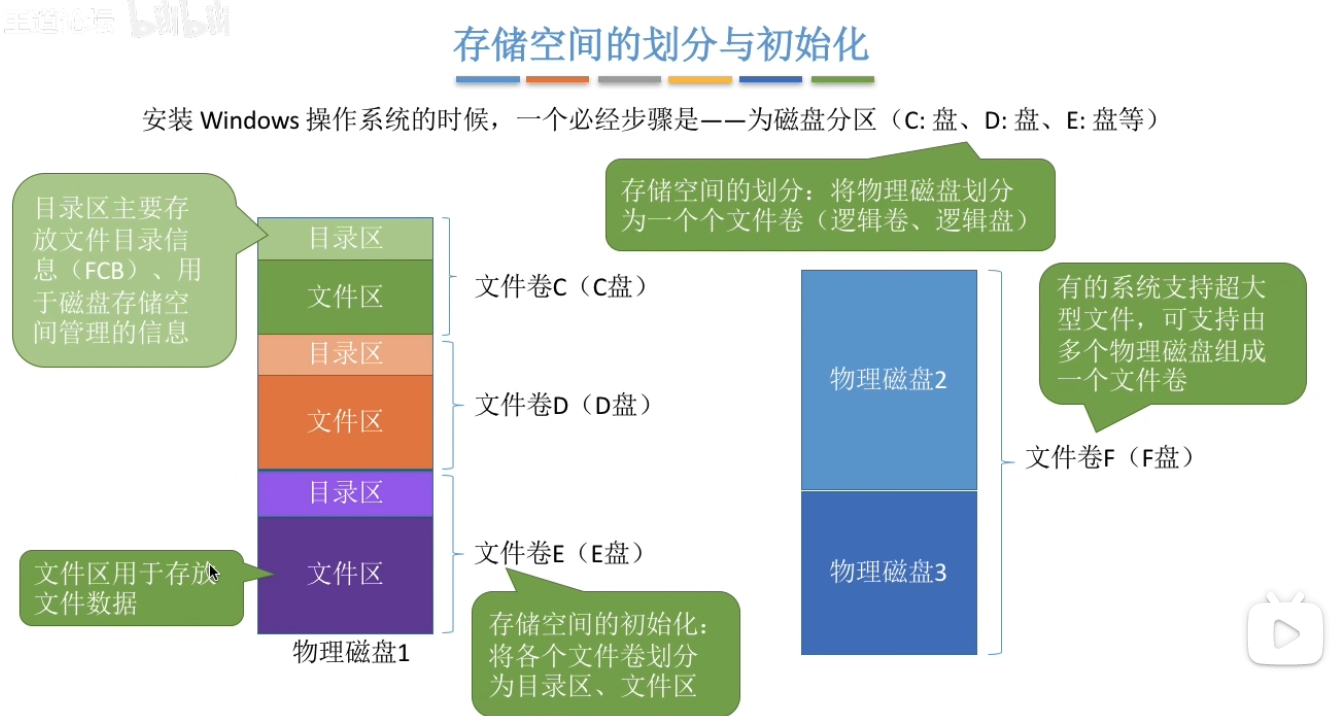 王道论坛 bilibili
存储空间的划分与初始化
安装 Windows 操作系统的时候，一个必经步骤是——为磁盘分区（C: 盘、D: 盘、E: 盘等）
存储空间的划分：将物理磁盘划分
为一个个文件卷（逻辑卷、逻辑盘）
目录区主要存
放文件目录信
息（FCB）、用
于磁盘存储空
间管理的信息
目录区
文件区
文件卷C（C盘）
目录区
文件区
文件卷D（D盘）
目录区
文件区
文件卷E（E盘）
文件区用于存放
文件数据
物理磁盘1
存储空间的初始化：
将各个文件卷划分
为目录区、文件区
物理磁盘2
物理磁盘3
有的系统支持超大
型文件，可支持由
多个物理磁盘组成
一个文件卷
文件卷F（F盘）